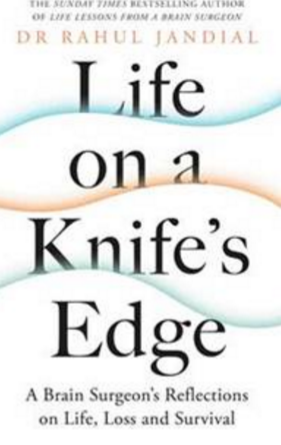 THE SUNDAY TIMES BESTSELLING AUTHOR
OF LIFE LESSONS FROM A BRAIN SURGEON
DR RAHUL JANDIAL
Life
on a
Knife's
Edge
A Brain Surgeon's Reflections
on Life, Loss and Survival